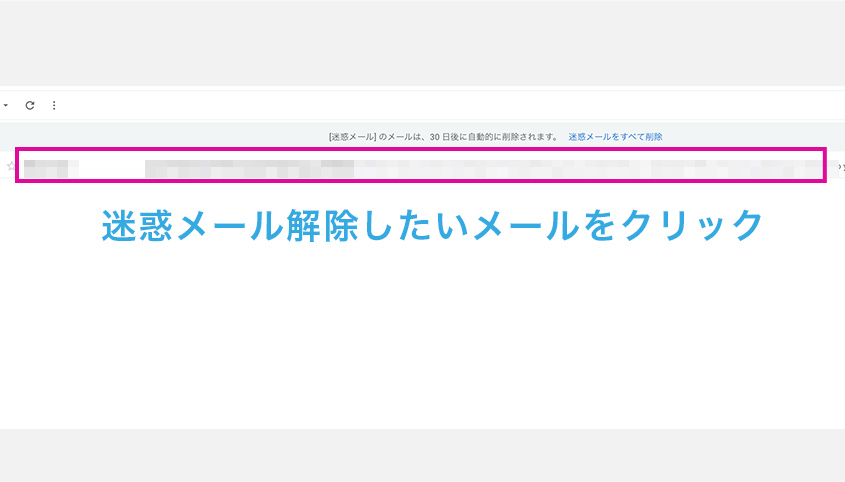 [迷惑メール] のメールは、30 日後に自動的に削除されます。 迷惑メールをすべて削除
迷惑メール解除したいメールをクリック